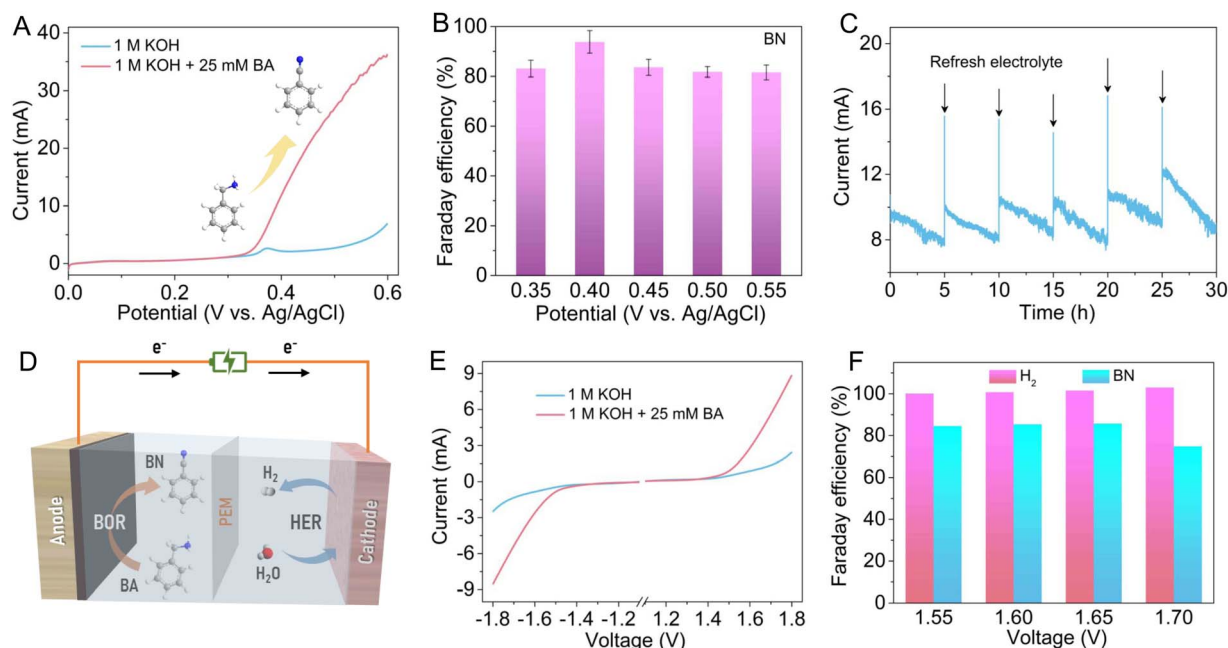 A
1 M KOH
1 M KOH + 25 mM BA
Current (mA)
40
30
20
10
0
0.0 0.2 0.4 0.6
Potential (V vs. Ag/AgCl)
B
BN
Faraday efficiency (%)
100
80
60
40
20
0
0.35 0.40 0.45 0.50 0.55
Potential (V vs. Ag/AgCl)
C
Refresh electrolyte
Current (mA)
20
16
12
8
0 5 10 15 20 25 30
Time (h)
D
e⁻ e⁻
Anode
BOR
BN
BA
PEM
H₂
HER
H₂O
Cathode
E
1 M KOH
1 M KOH + 25 mM BA
Current (mA)
9
6
3
0
-3
-6
-9
-1.8 -1.6 -1.4 -1.2 1.2 1.4 1.6 1.8
Voltage (V)
F
H₂ BN
Faraday efficiency (%)
100
80
60
40
20
0
1.55 1.60 1.65 1.70
Voltage (V)